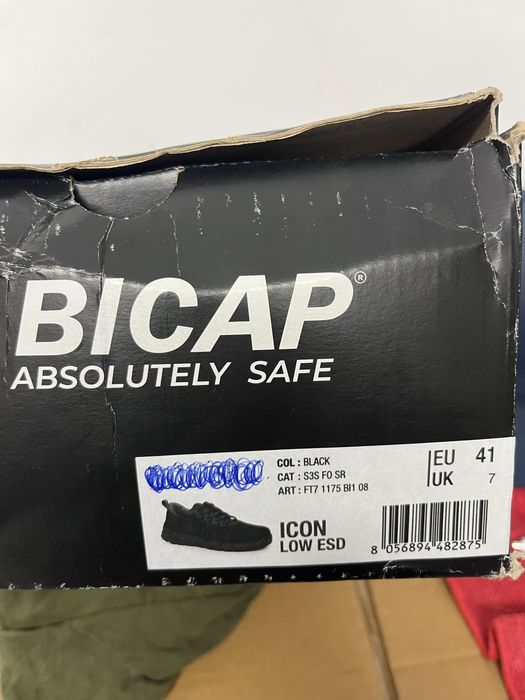 BICAP®
ABSOLUTELY SAFE
COL : BLACK
CAT : S3S FO SR
ART : FT7 1175 BI1 08
EU 41
UK 7
ICON
LOW ESD
8 056894 482875